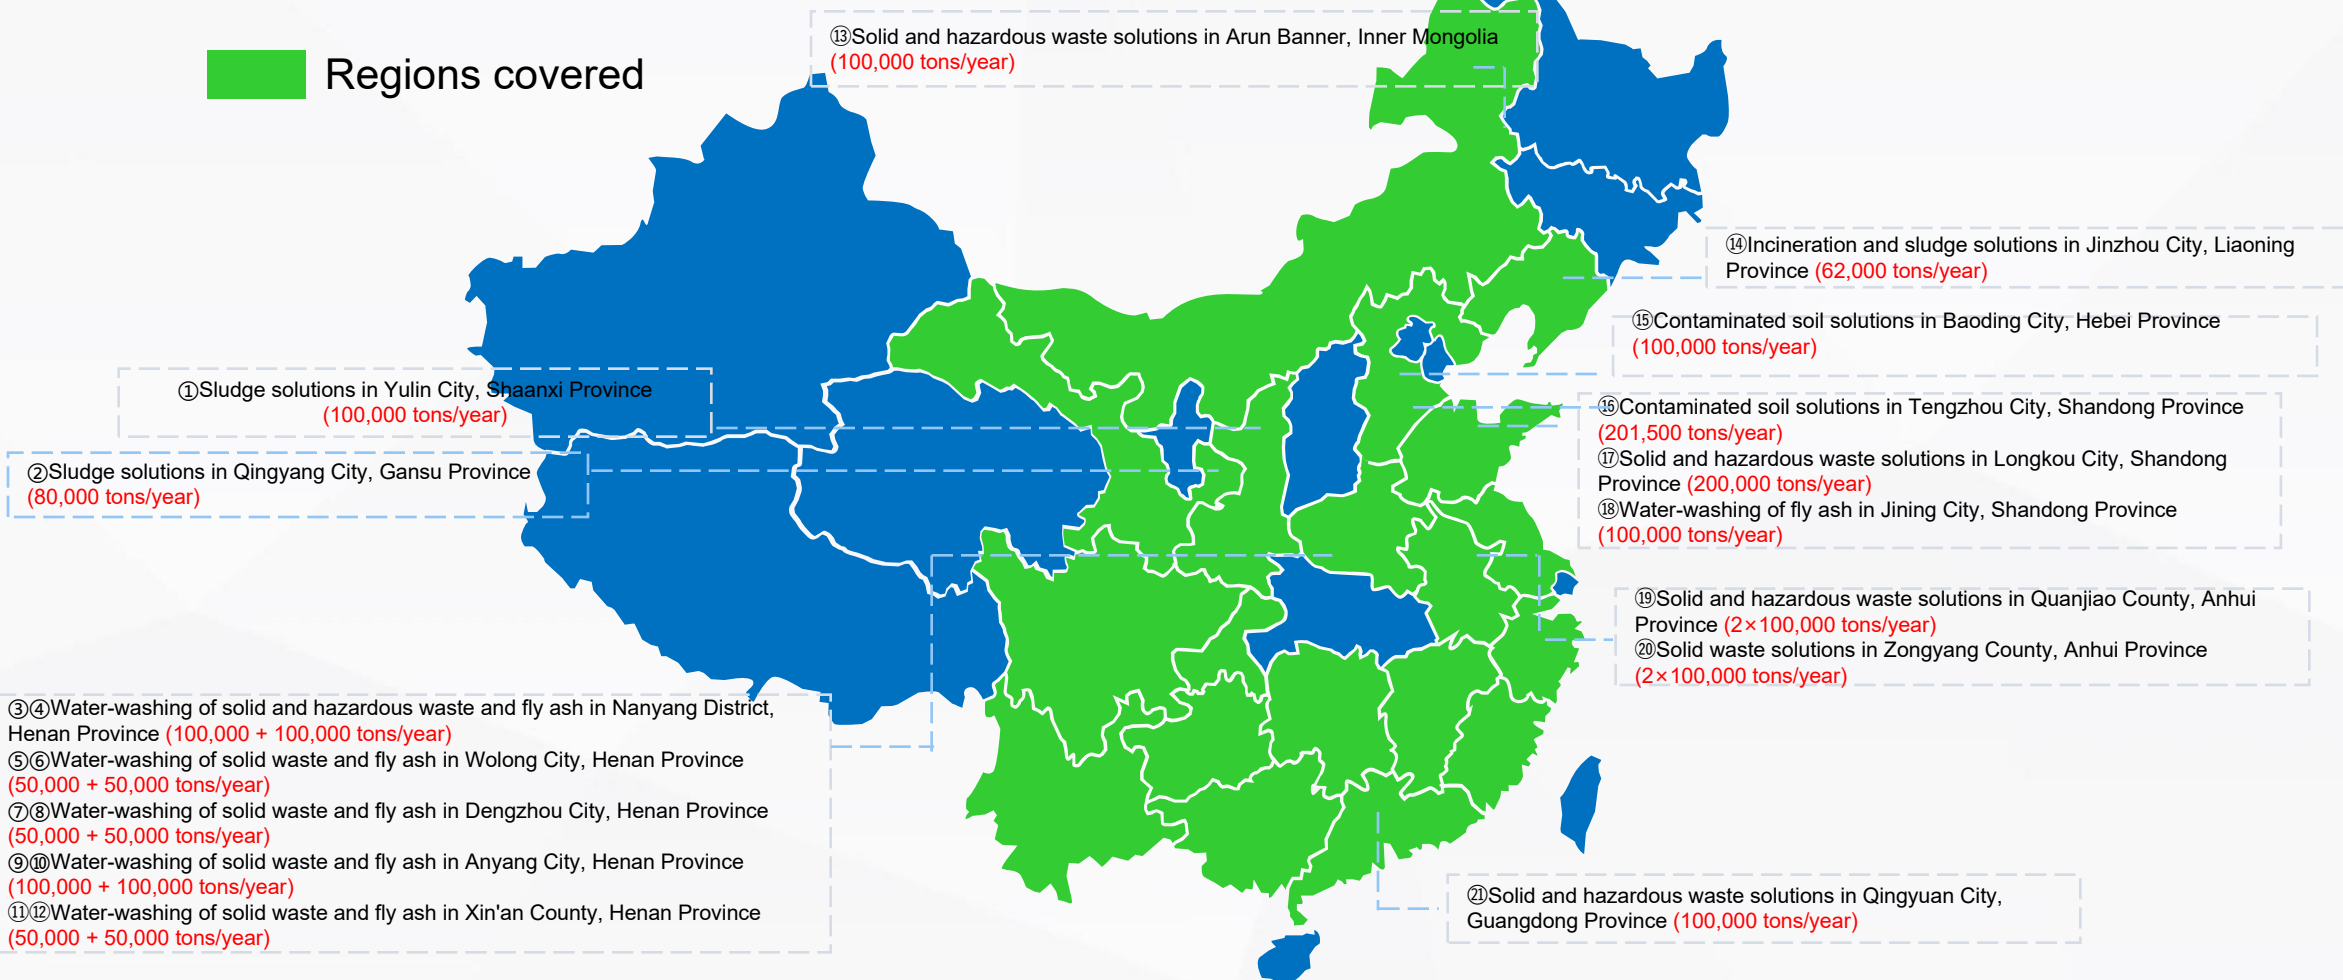 Regions covered
⑬Solid and hazardous waste solutions in Arun Banner, Inner Mongolia
(100,000 tons/year)
①Sludge solutions in Yulin City, Shaanxi Province
(100,000 tons/year)
②Sludge solutions in Qingyang City, Gansu Province
(80,000 tons/year)
③④Water-washing of solid and hazardous waste and fly ash in Nanyang District,
Henan Province (100,000 + 100,000 tons/year)
⑤⑥Water-washing of solid waste and fly ash in Wolong City, Henan Province
(50,000 + 50,000 tons/year)
⑦⑧Water-washing of solid waste and fly ash in Dengzhou City, Henan Province
(50,000 + 50,000 tons/year)
⑨⑩Water-washing of solid waste and fly ash in Anyang City, Henan Province
(100,000 + 100,000 tons/year)
⑪⑫Water-washing of solid waste and fly ash in Xin'an County, Henan Province
(50,000 + 50,000 tons/year)
⑭Incineration and sludge solutions in Jinzhou City, Liaoning
Province (62,000 tons/year)
⑮Contaminated soil solutions in Baoding City, Hebei Province
(100,000 tons/year)
⑯Contaminated soil solutions in Tengzhou City, Shandong Province
(201,500 tons/year)
⑰Solid and hazardous waste solutions in Longkou City, Shandong
Province (200,000 tons/year)
⑱Water-washing of fly ash in Jining City, Shandong Province
(100,000 tons/year)
⑲Solid and hazardous waste solutions in Quanjiao County, Anhui
Province (2×100,000 tons/year)
⑳Solid waste solutions in Zongyang County, Anhui Province
(2×100,000 tons/year)
㉑Solid and hazardous waste solutions in Qingyuan City,
Guangdong Province (100,000 tons/year)